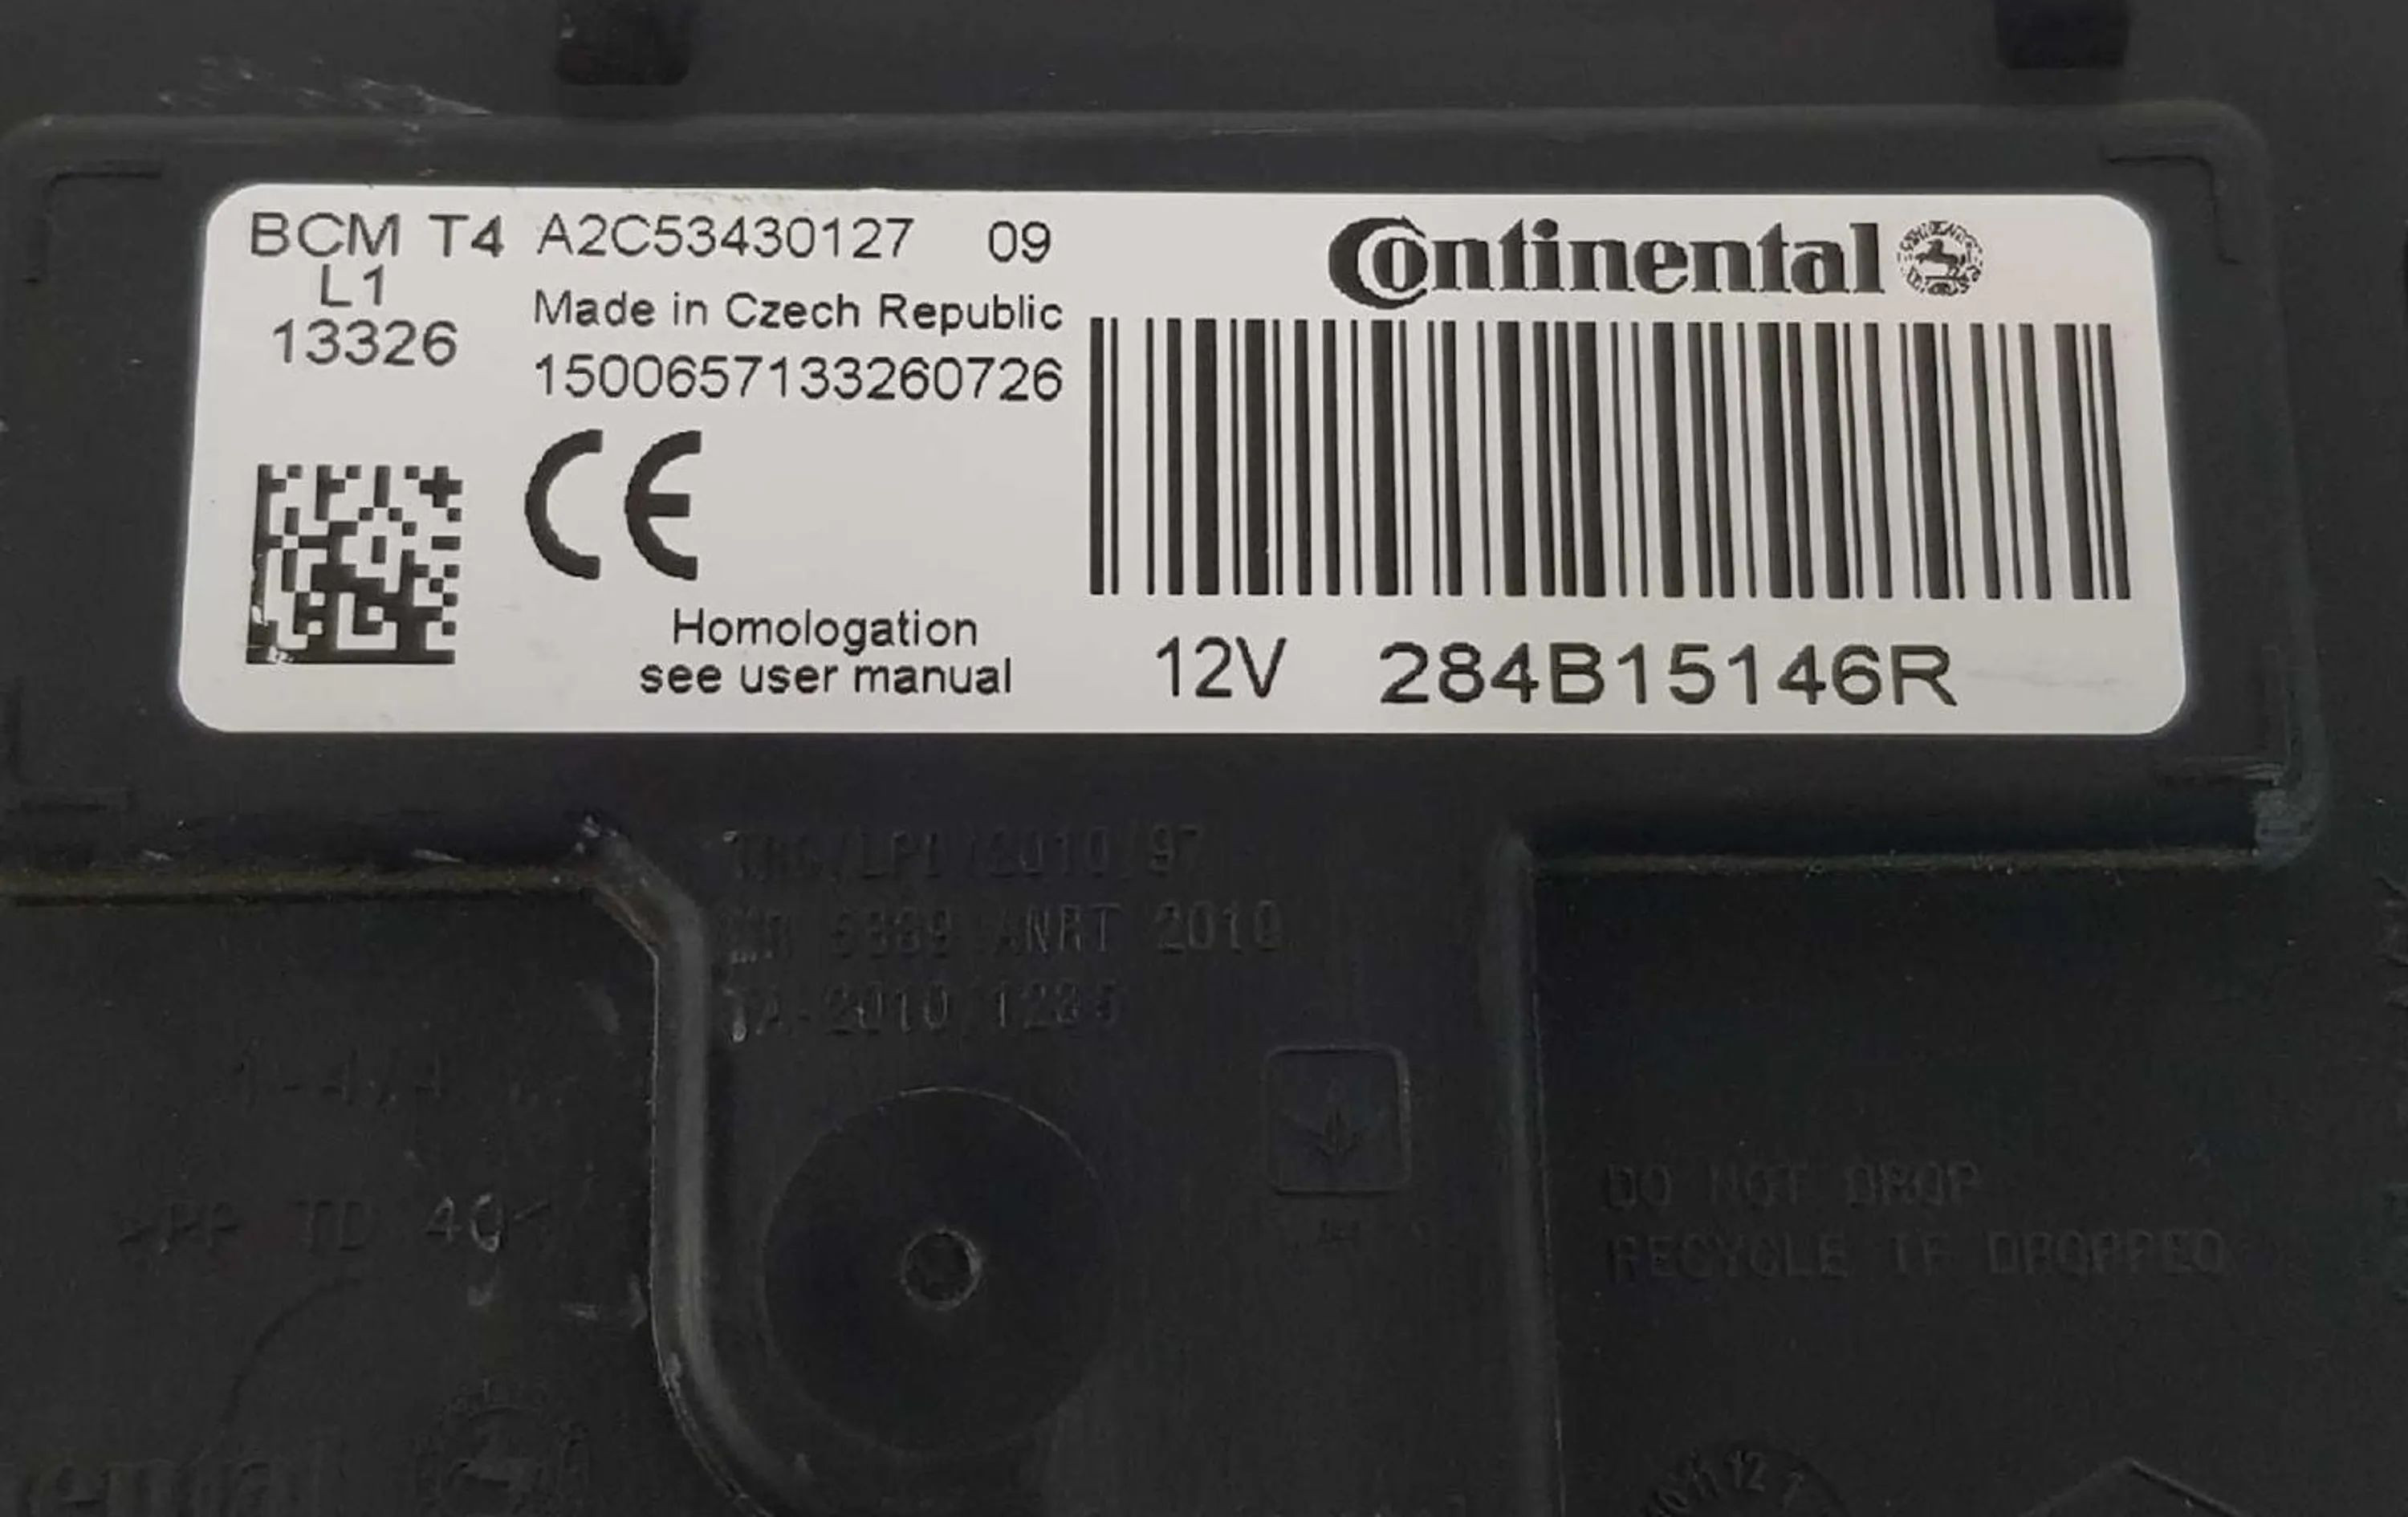 BCM T4 A2C53430127 09
L1
Made in Czech Republic
13326
1500657133260726
Continental
CE
Homologation
see user manual
12V 284B15146R
ANRT 2010
DO NOT DROP
RECYCLE IF DROPPED